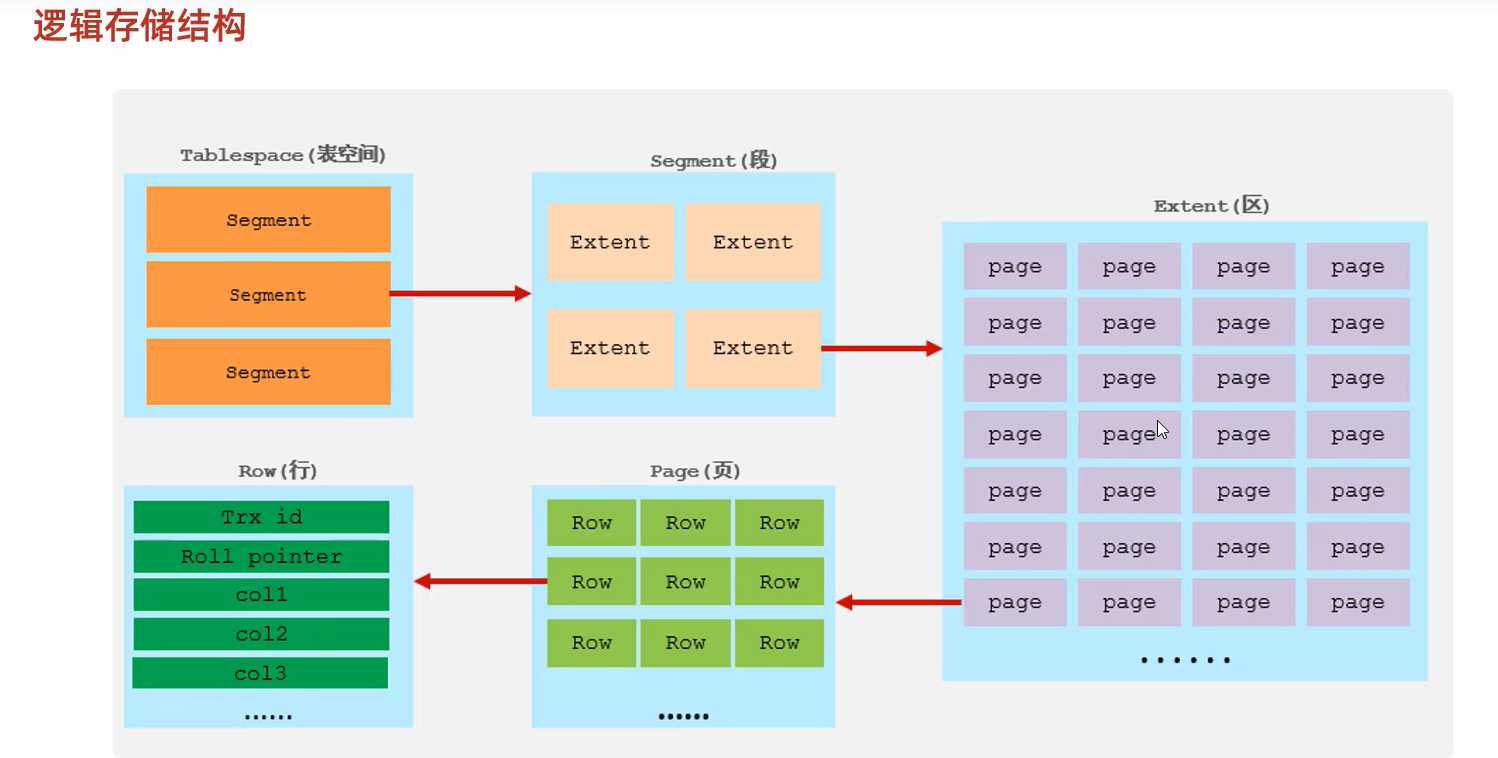 逻辑存储结构
Tablespace(表空间)
Segment
Segment
Segment
Segment(段)
Extent Extent
Extent Extent
Extent(区)
page page page page
page page page page
page page page page
page page page page
page page page page
page page page page
page page page page
......
Page(页)
Row Row Row
Row Row Row
Row Row Row
......
Row(行)
Trx id
Roll pointer
col1
col2
col3
......